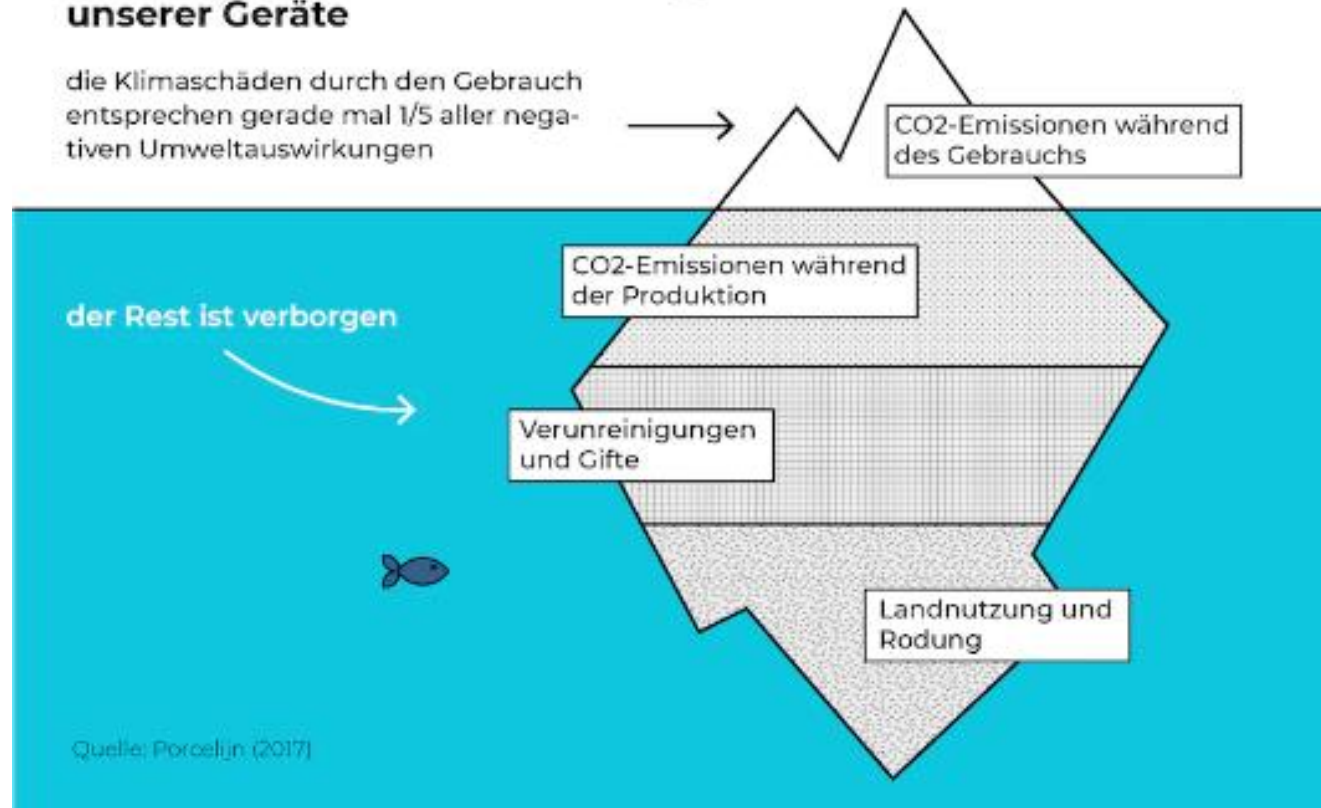 unserer Geräte
die Klimaschäden durch den Gebrauch
entsprechen gerade mal 1/5 aller nega-
tiven Umweltauswirkungen
CO2-Emissionen während
des Gebrauchs
CO2-Emissionen während
der Produktion
der Rest ist verborgen
Verunreinigungen
und Gifte
Landnutzung und
Rodung
Quelle: Porcelijn (2017)